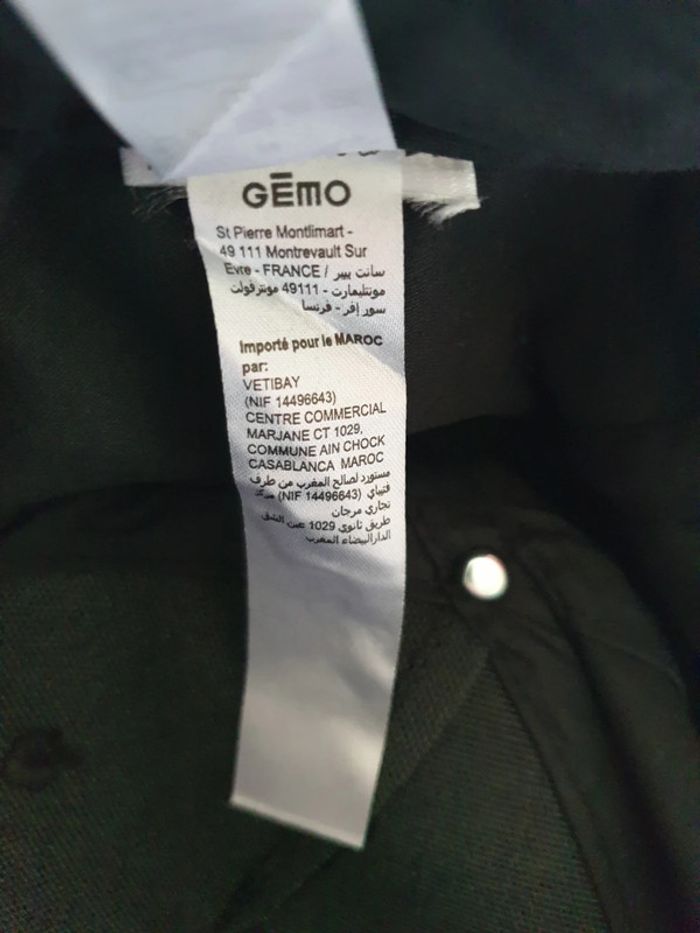 GĒMO
St Pierre Montlimart -
49 111 Montrevault Sur
Evre - FRANCE / سانت بيير
مونتليمارت - 49111 مونترفولت
سور إفر - فرنسا
Importé pour le MAROC
par:
VETIBAY
(NIF 14496643)
CENTRE COMMERCIAL
MARJANE CT 1029,
COMMUNE AIN CHOCK
CASABLANCA MAROC
مستورد لصالح المغرب من طرف
فتيباي (NIF 14496643) مركز
تجاري مرجان
طريق ثانوي 1029 عين الشق
الدارالبيضاء المغرب